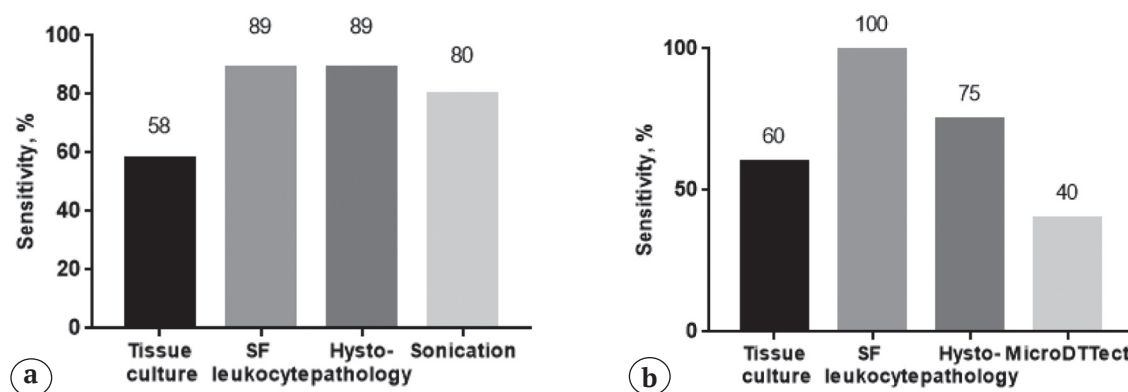 Sensitivity, %
100
80
60
40
20
0
58
89
89
80
Tissue culture
SF leukocyte
Hysto-pathology
Sonication
a
Sensitivity, %
100
50
0
60
100
75
40
Tissue culture
SF leukocyte
Hysto-pathology
MicroDTTect
b